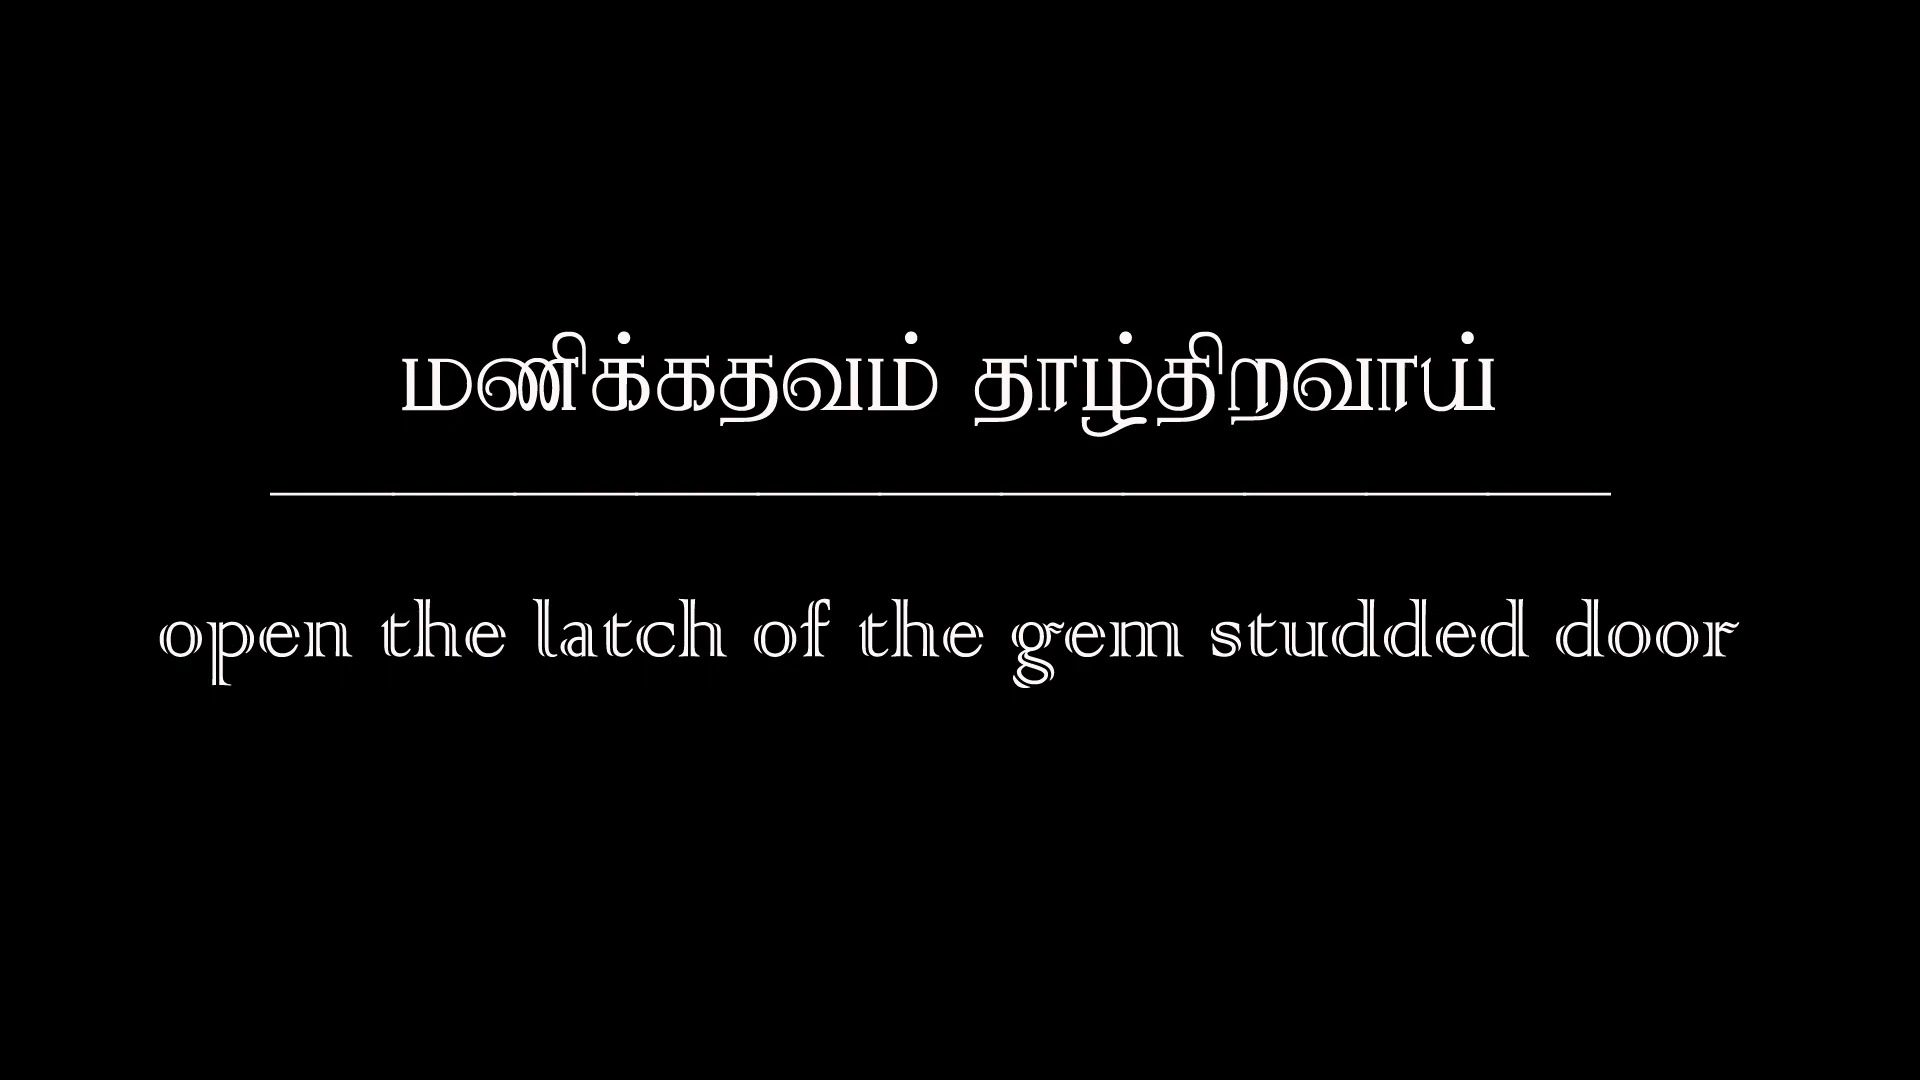 மணிக்கதவம் தாழ்திறவாய்
open the latch of the gem studded door